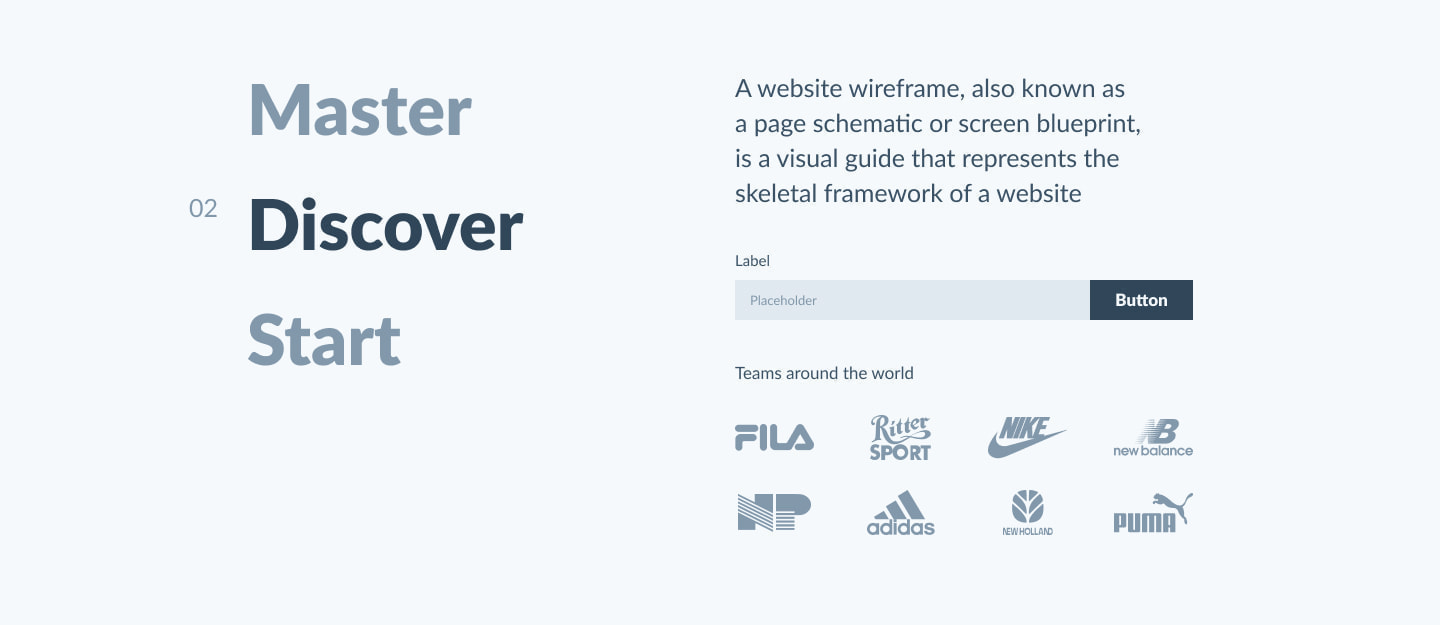 Master
02
Discover
Start
A website wireframe, also known as
a page schematic or screen blueprint,
is a visual guide that represents the
skeletal framework of a website
Label
Placeholder
Button
Teams around the world
FILA
Ritter
SPORT
NIKE
NB
new balance
NP
adidas
NEW HOLLAND
PUMA